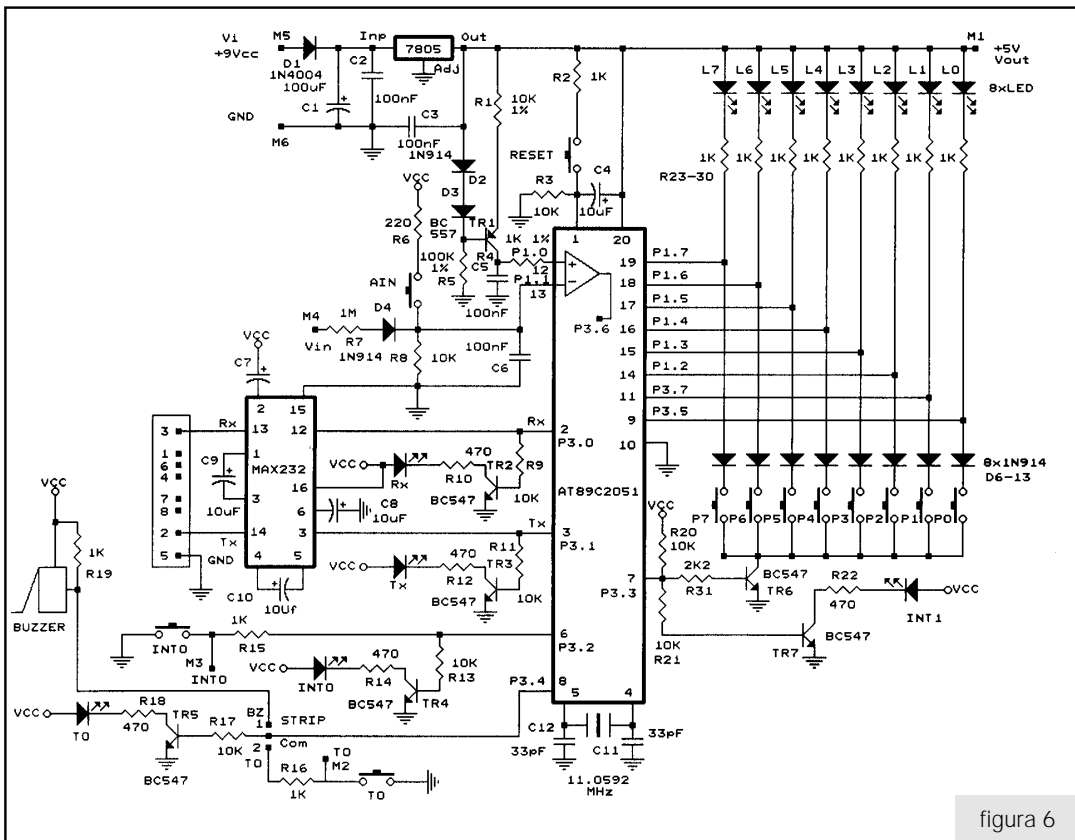 Vi M5 Inp 7805 Out M1 +5V
+9Vcc Adj Vout
D1 C2 R2 1K L7 L6 L5 L4 L3 L2 L1 L0
1N4004 8xLED
100uF R1 10K
C1 100nF 1%
C3
GND 1K 1K 1K 1K 1K 1K 1K 1K
M6 100nF RESET
1N914 C4 R23-30
VCC D2 R3
D3 10K 10uF
220 BC TR1
R6 557 1K 1% 1 20
100K R4 P1.0 19 P1.7
1% C5 12 + 18 P1.6
AIN R5 P1.1 17 P1.5
D4 13 - 16 P1.4
M4 1M 100nF P3.6
Vin R7 100nF 15 P1.3
VCC 1N914 R8 10K C6 14 P1.2
C7 11 P3.7
2 15 Rx 9 P3.5
3 Rx 13 12 2 10
1 1 VCC 470 P3.0
6 C9 MAX232 TR2 R9 8x1N914
4 16 Rx R10 AT89C2051 D6-13
VCC 7 3 BC547 10K VCC
8 10uF 6 C8 P7 P6 P5 P4 P3 P2 P1 P0
10uF Tx R20
2 14 3 3 10K
1K Tx R11 P3.1
R19 5 GND 4 5 VCC 470 TR3 7 2K2 BC547 R22
Tx R12 P3.3 R31 TR6 VCC
C10 10Uf BC547 10K 470 INT1
BUZZER 1K 6 10K BC547
INT0 R15 P3.2 R21 TR7
M3 470 10K
INT0 VCC INT0 R14 R13 8
R18 BZ BC547 TR4 P3.4 5 4
VCC TR5 R17 1 STRIP
T0 470 Com C12
10K 2 T0 33pF C11 33pF
BC547 T0 M2
R16 11.0592
1K T0 MHz
figura 6